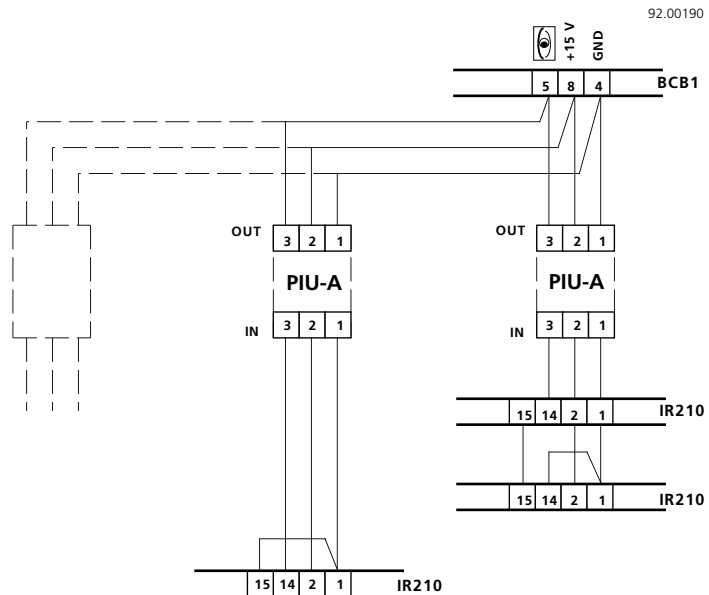 92.00190
+15 V
GND
5 8 4
BCB1
OUT
3 2 1
PIU-A
IN
3 2 1
OUT
3 2 1
PIU-A
IN
3 2 1
15 14 2 1
IR210
15 14 2 1
IR210
15 14 2 1
IR210